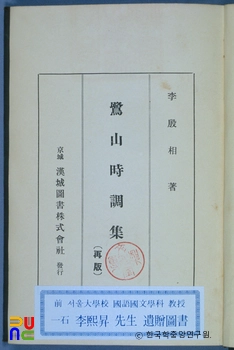 李殷相 著
鷺山時調集
(再版)
京城 漢城圖書株式會社 發行
前 서울大學校 國語國文學科 教授
一石 李熙昇 先生 遺贈圖書
©한국학중앙연구원